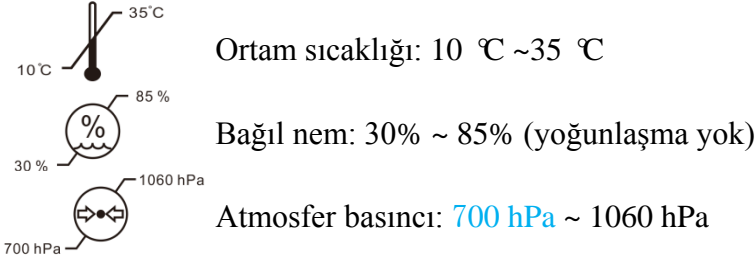 35℃
10℃
Ortam sıcaklığı: 10 ℃ ~35 ℃
85 %
%
30 %
Bağıl nem: 30% ~ 85% (yoğunlaşma yok)
1060 hPa
700 hPa
Atmosfer basıncı: 700 hPa ~ 1060 hPa